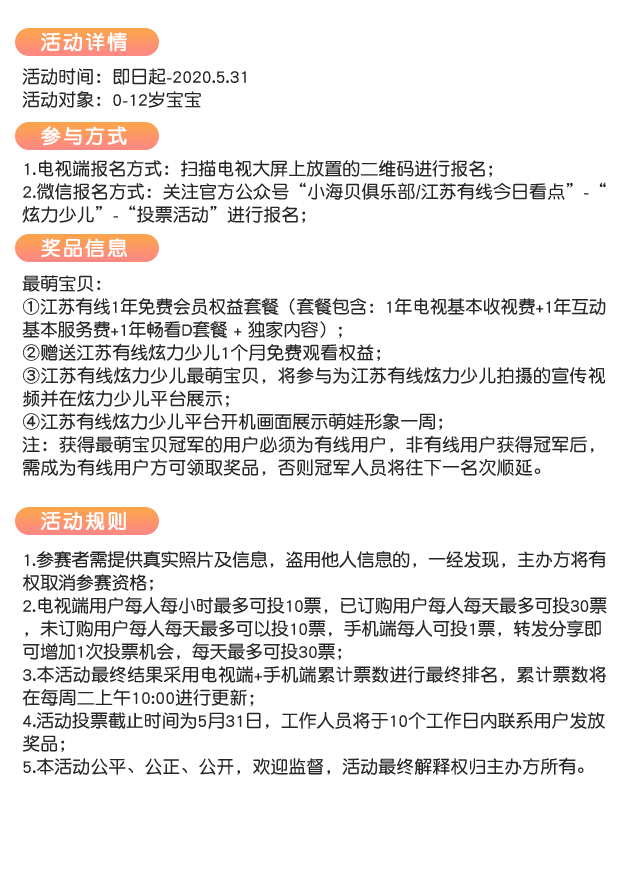 活动详情
活动时间：即日起-2020.5.31
活动对象：0-12岁宝宝
参与方式
1.电视端报名方式：扫描电视大屏上放置的二维码进行报名；
2.微信报名方式：关注官方公众号“小海贝俱乐部/江苏有线今日看点”-“
炫力少儿”-“投票活动”进行报名；
奖品信息
最萌宝贝：
①江苏有线1年免费会员权益套餐（套餐包含：1年电视基本收视费+1年互动
基本服务费+1年畅看D套餐 + 独家内容）；
②赠送江苏有线炫力少儿1个月免费观看权益；
③江苏有线炫力少儿最萌宝贝，将参与为江苏有线炫力少儿拍摄的宣传视
频并在炫力少儿平台展示；
④江苏有线炫力少儿平台开机画面展示萌娃形象一周；
注：获得最萌宝贝冠军的用户必须为有线用户，非有线用户获得冠军后，
需成为有线用户方可领取奖品，否则冠军人员将往下一名次顺延。
活动规则
1.参赛者需提供真实照片及信息，盗用他人信息的，一经发现，主办方将有
权取消参赛资格；
2.电视端用户每人每小时最多可投10票，已订购用户每人每天最多可投30票
，未订购用户每人每天最多可以投10票，手机端每人可投1票，转发分享即
可增加1次投票机会，每天最多可投30票；
3.本活动最终结果采用电视端+手机端累计票数进行最终排名，累计票数将
在每周二上午10:00进行更新；
4.活动投票截止时间为5月31日，工作人员将于10个工作日内联系用户发放
奖品；
5.本活动公平、公正、公开，欢迎监督，活动最终解释权归主办方所有。